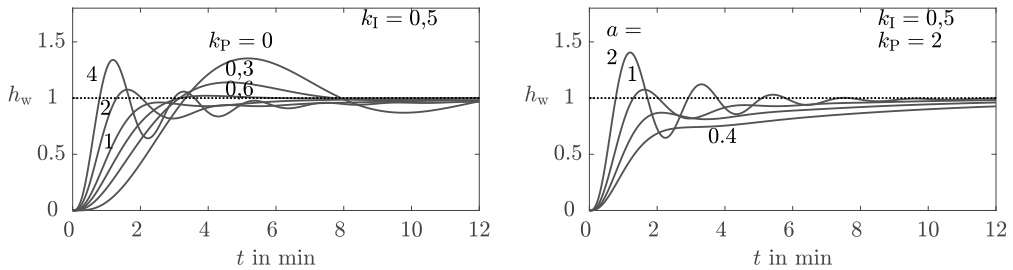 k_I = 0,5
1.5
k_P = 0
0,3
4
0,6
h_w
1
2
1
0.5
0
0 2 4 6 8 10 12
t in min
k_I = 0,5
k_P = 2
a =
1.5
2
1
h_w
1
0.4
0.5
0
0 2 4 6 8 10 12
t in min